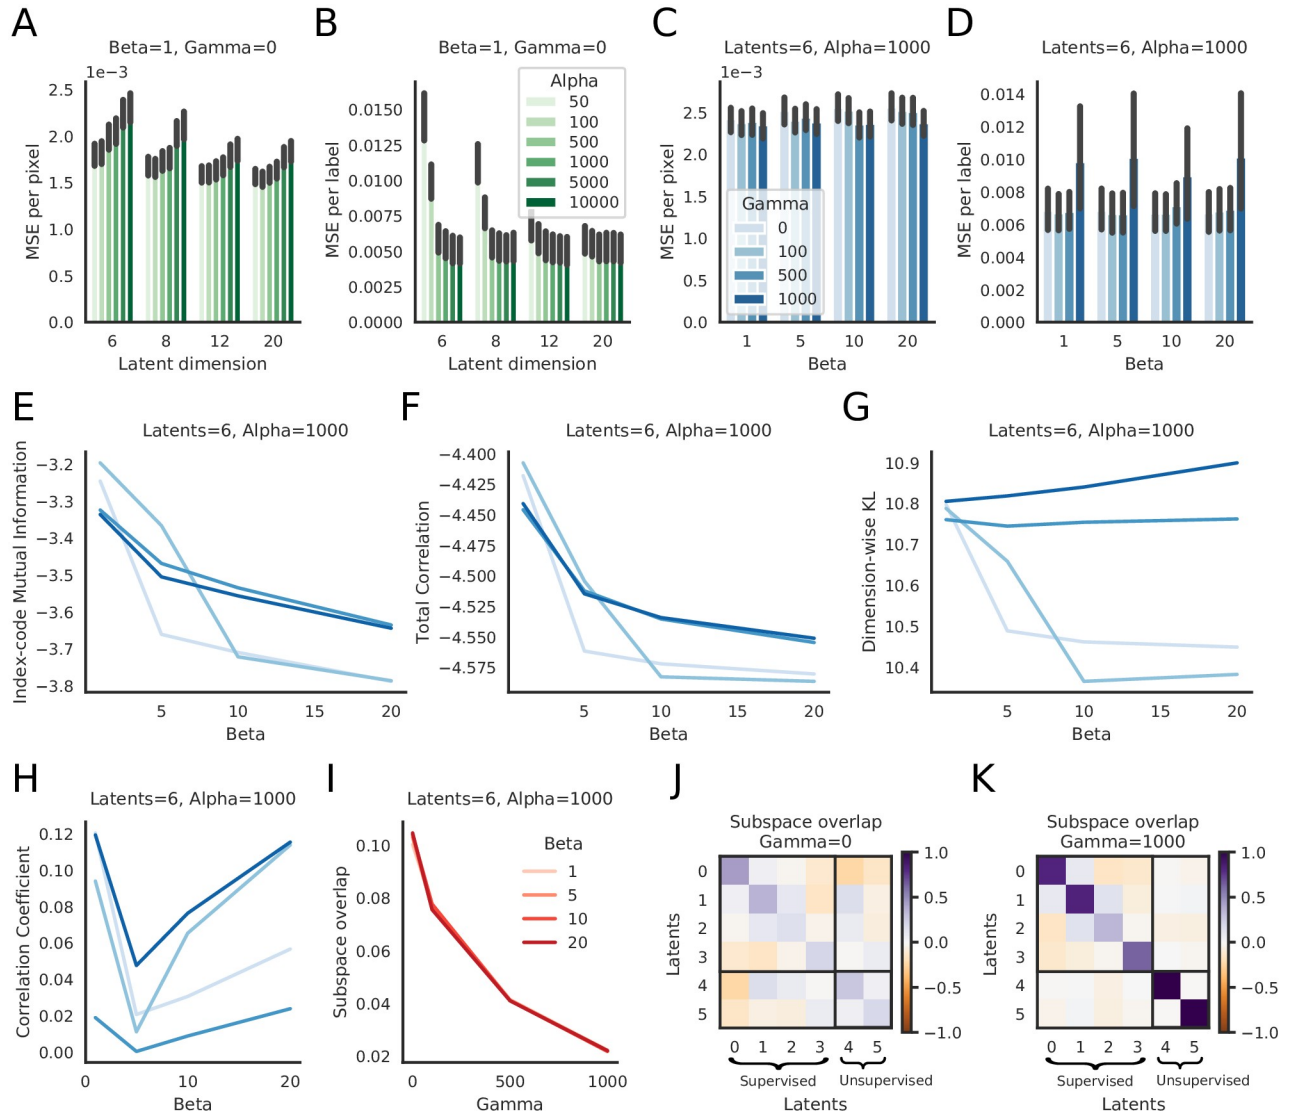 A
Beta=1, Gamma=0
1e−3
MSE per pixel
2.5
2.0
1.5
1.0
0.5
0.0
6 8 12 20
Latent dimension
B
Beta=1, Gamma=0
MSE per label
0.0150
0.0125
0.0100
0.0075
0.0050
0.0025
0.0000
Alpha
50
100
500
1000
5000
10000
6 8 12 20
Latent dimension
C
Latents=6, Alpha=1000
1e−3
MSE per pixel
2.5
2.0
1.5
1.0
0.5
0.0
Gamma
0
100
500
1000
1 5 10 20
Beta
D
Latents=6, Alpha=1000
MSE per label
0.014
0.012
0.010
0.008
0.006
0.004
0.002
0.000
1 5 10 20
Beta
E
Latents=6, Alpha=1000
Index-code Mutual Information
−3.2
−3.3
−3.4
−3.5
−3.6
−3.7
−3.8
5 10 15 20
Beta
F
Latents=6, Alpha=1000
Total Correlation
−4.400
−4.425
−4.450
−4.475
−4.500
−4.525
−4.550
−4.575
5 10 15 20
Beta
G
Latents=6, Alpha=1000
Dimension-wise KL
10.9
10.8
10.7
10.6
10.5
10.4
5 10 15 20
Beta
H
Latents=6, Alpha=1000
Correlation Coefficient
0.12
0.10
0.08
0.06
0.04
0.02
0.00
0 10 20
Beta
I
Latents=6, Alpha=1000
Subspace overlap
0.10
0.08
0.06
0.04
0.02
Beta
1
5
10
20
0 500 1000
Gamma
J
Subspace overlap
Gamma=0
Latents
0
1
2
3
4
5
0 1 2 3 4 5
Supervised Unsupervised
Latents
1.0
0.5
0.0
−0.5
−1.0
K
Subspace overlap
Gamma=1000
Latents
0
1
2
3
4
5
0 1 2 3 4 5
Supervised Unsupervised
Latents
1.0
0.5
0.0
−0.5
−1.0